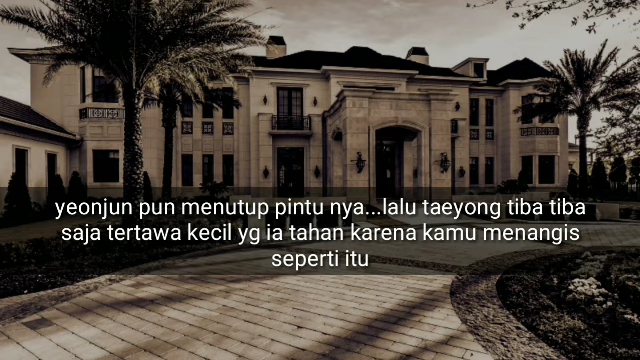 yeonjun pun menutup pintu nya...lalu taeyong tiba tiba
saja tertawa kecil yg ia tahan karena kamu menangis
seperti itu